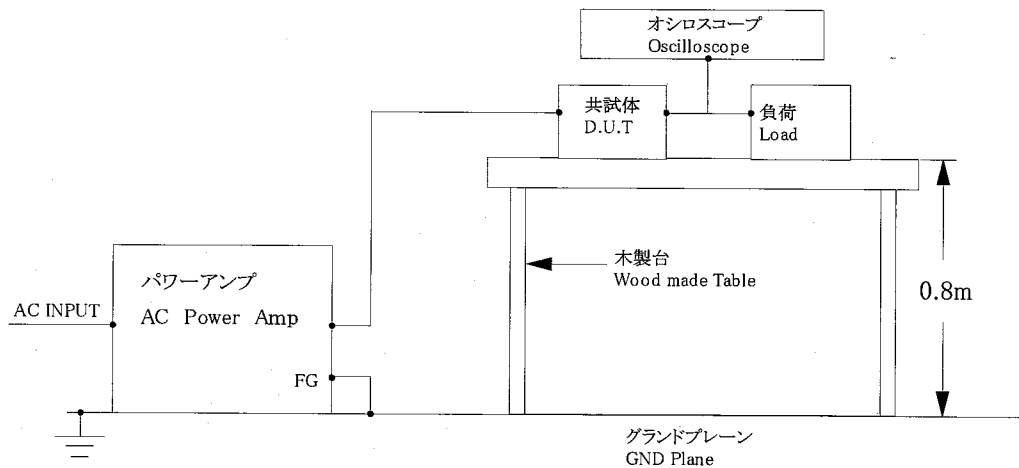 オシロスコープ
Oscilloscope
共試体
D.U.T
負荷
Load
木製台
Wood made Table
0.8m
パワーアンプ
AC Power Amp
AC INPUT
FG
グランドプレーン
GND Plane